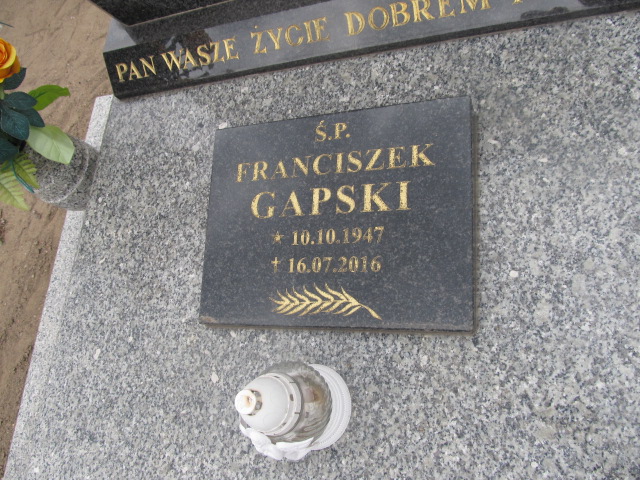 PAN WASZE ŻYCIE DOBREM
Ś.P.
FRANCISZEK
GAPSKI
★ 10.10.1947
✝ 16.07.2016